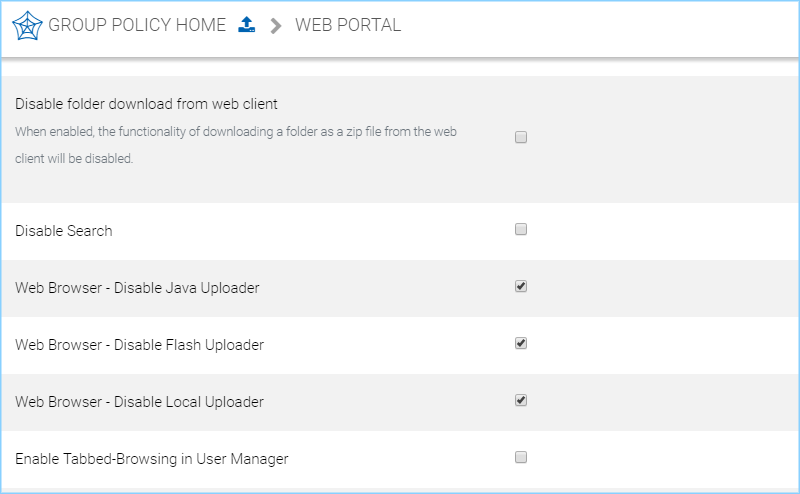 GROUP POLICY HOME WEB PORTAL
Disable folder download from web client
When enabled, the functionality of downloading a folder as a zip file from the web
client will be disabled.
Disable Search
Web Browser - Disable Java Uploader
Web Browser - Disable Flash Uploader
Web Browser - Disable Local Uploader
Enable Tabbed-Browsing in User Manager